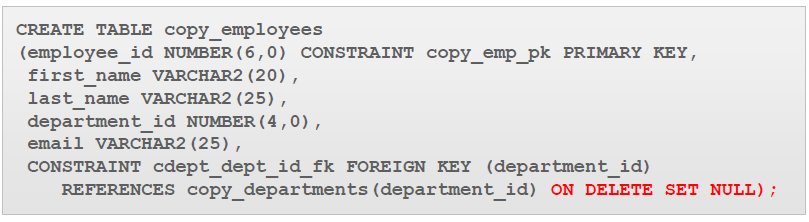 CREATE TABLE copy_employees
(employee_id NUMBER(6,0) CONSTRAINT copy_emp_pk PRIMARY KEY,
first_name VARCHAR2(20),
last_name VARCHAR2(25),
department_id NUMBER(4,0),
email VARCHAR2(25),
CONSTRAINT cdept_dept_id_fk FOREIGN KEY (department_id)
REFERENCES copy_departments(department_id) ON DELETE SET NULL);